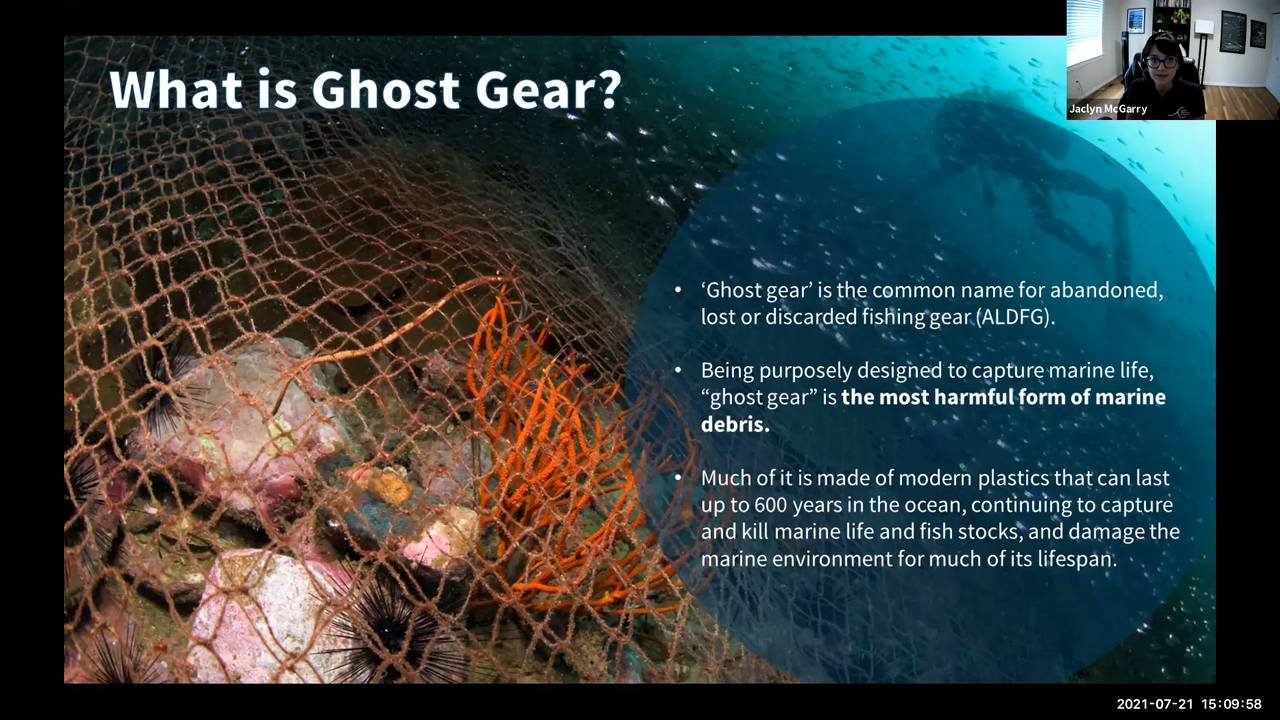 What is Ghost Gear?
Jaclyn McGarry
• ‘Ghost gear’ is the common name for abandoned,
lost or discarded fishing gear (ALDFG).
• Being purposely designed to capture marine life,
“ghost gear” is the most harmful form of marine
debris.
• Much of it is made of modern plastics that can last
up to 600 years in the ocean, continuing to capture
and kill marine life and fish stocks, and damage the
marine environment for much of its lifespan.
2021-07-21 15:09:58